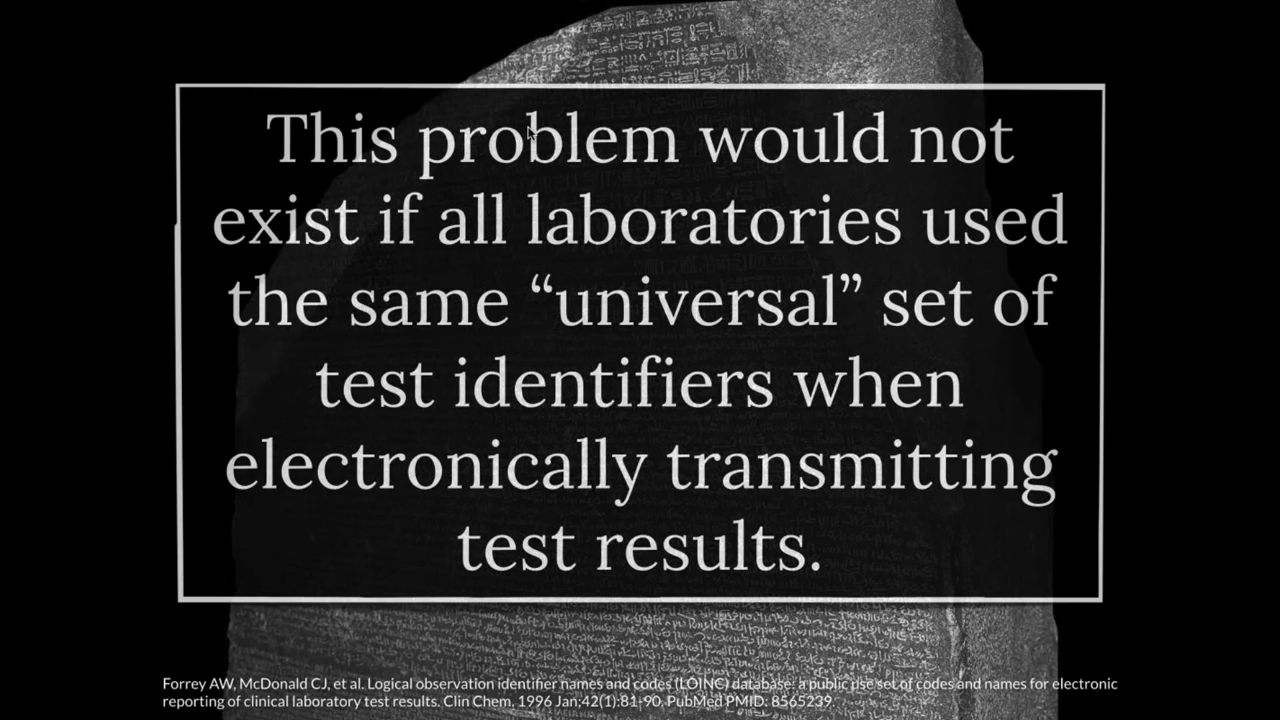 This problem would not
exist if all laboratories used
the same “universal” set of
test identifiers when
electronically transmitting
test results.
Forrey AW, McDonald CJ, et al. Logical observation identifier names and codes (LOINC) database: a public use set of codes and names for electronic
reporting of clinical laboratory test results. Clin Chem. 1996 Jan;42(1):81-90. PubMed PMID: 8565239.